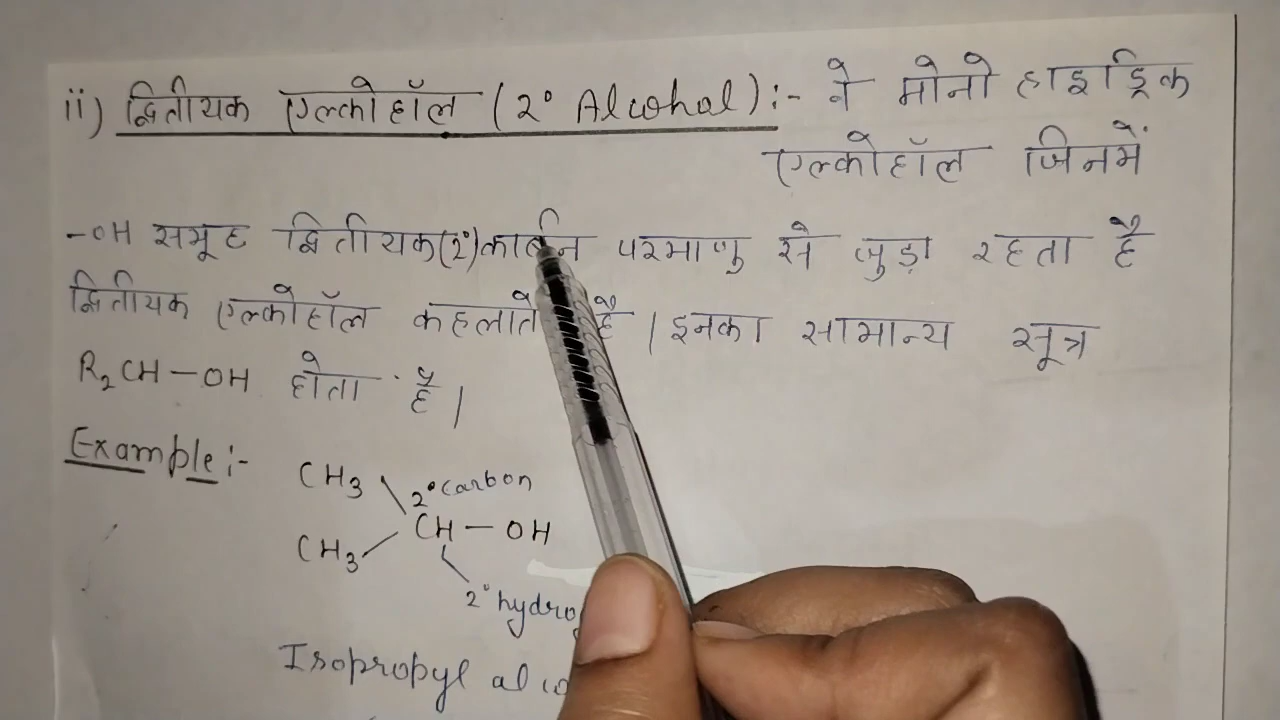 ii) द्वितीयक एल्कोहॉल (2° Alcohal) :- वे मोनो हाइड्रिक
एल्कोहॉल जिनमें
-OH समूह द्वितीयक(2°)कार्बन परमाणु से जुड़ा रहता है
द्वितीयक एल्कोहॉल कहलाते है | इनका सामान्य सूत्र
R₂CH-OH होता है |
Example :-
CH₃
2° carbon
CH - OH
CH₃
2° hydro
Isopropyl